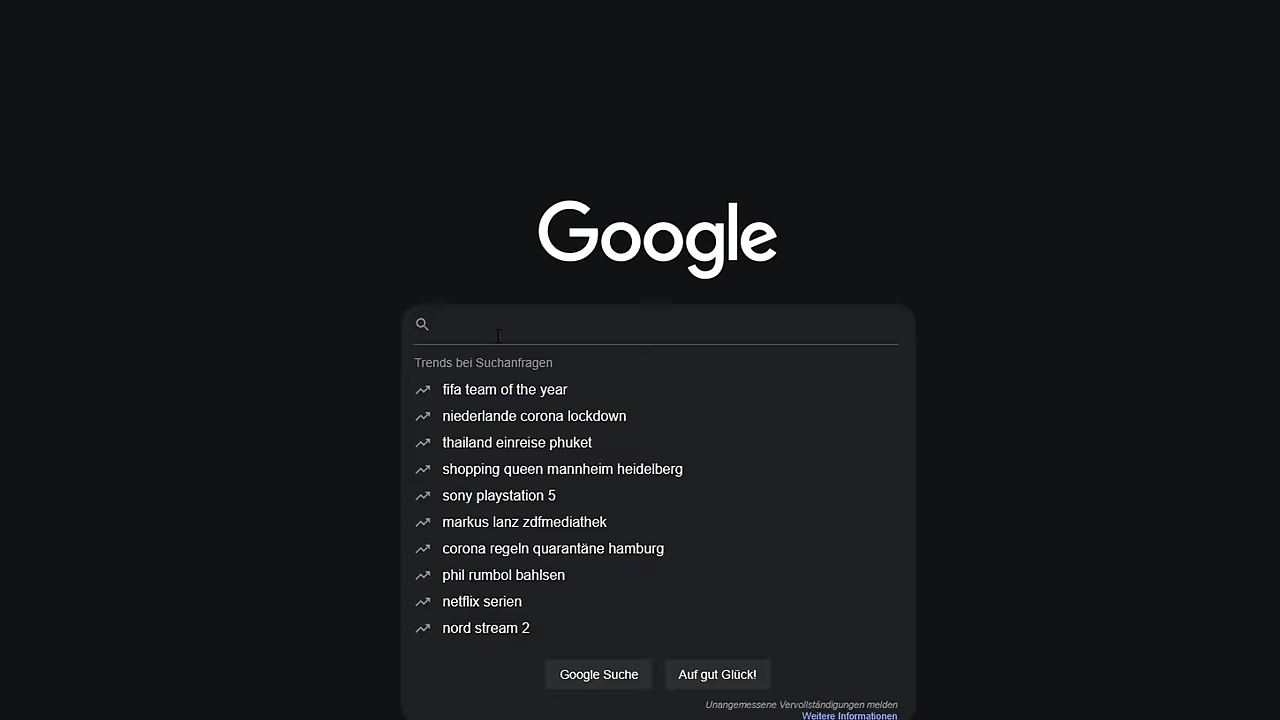 Google
Trends bei Suchanfragen
fifa team of the year
niederlande corona lockdown
thailand einreise phuket
shopping queen mannheim heidelberg
sony playstation 5
markus lanz zdfmediathek
corona regeln quarantäne hamburg
phil rumbol bahlsen
netflix serien
nord stream 2
Google Suche
Auf gut Glück!
Unangemessene Vervollständigungen melden
Weitere Informationen